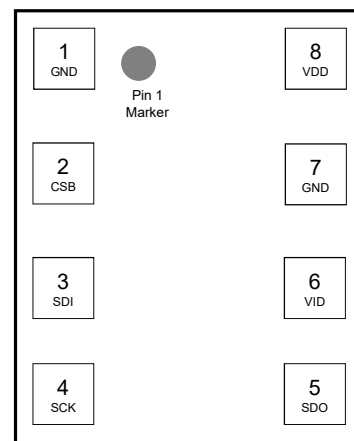 1
GND
Pin 1
Marker
8
VDD
2
CSB
7
GND
3
SDI
6
VID
4
SCK
5
SDO